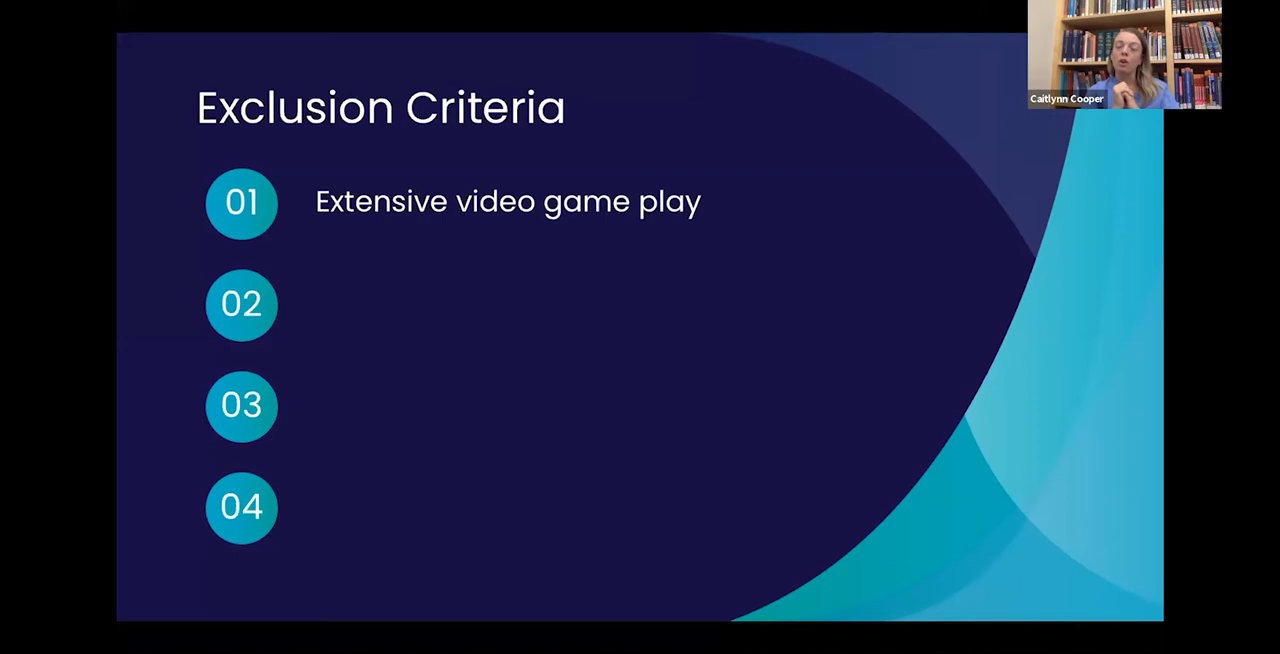 Exclusion Criteria
01 Extensive video game play
02
03
04
Caitlynn Cooper